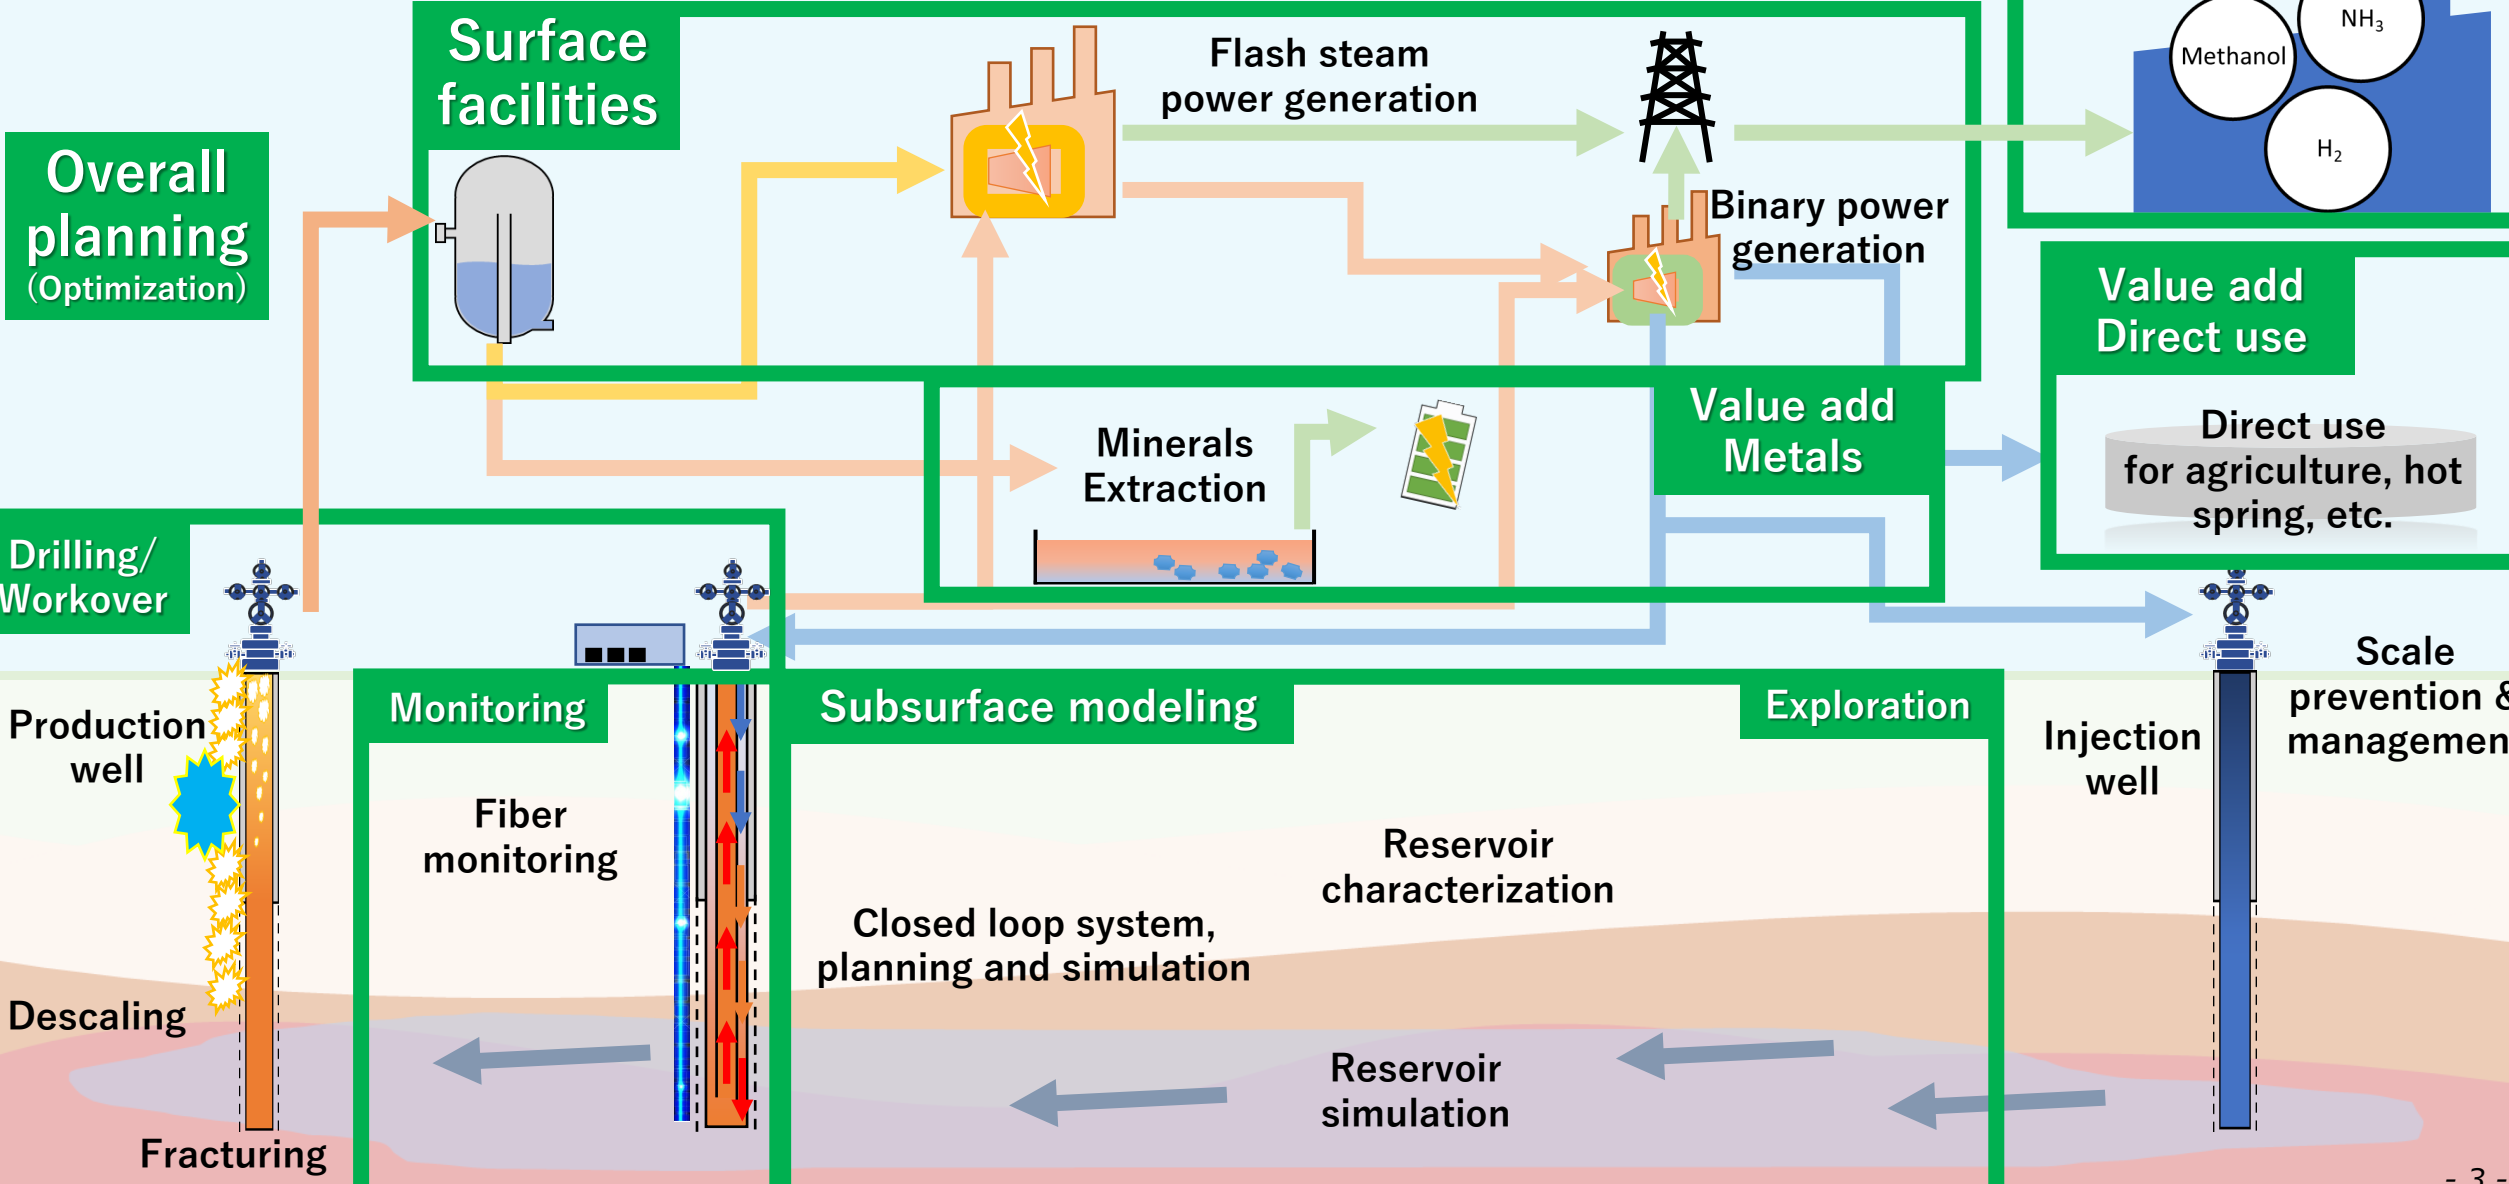 Surface
facilities
Overall
planning
(Optimization)
Flash steam
power generation
Binary power
generation
Methanol
NH₃
H₂
Value add
Direct use
Direct use
for agriculture, hot
spring, etc.
Value add
Metals
Minerals
Extraction
Drilling/
Workover
Production
well
Descaling
Fracturing
Monitoring
Fiber
monitoring
Subsurface modeling
Exploration
Closed loop system,
planning and simulation
Reservoir
characterization
Reservoir
simulation
Injection
well
Scale
prevention &
managemen
- 3 -